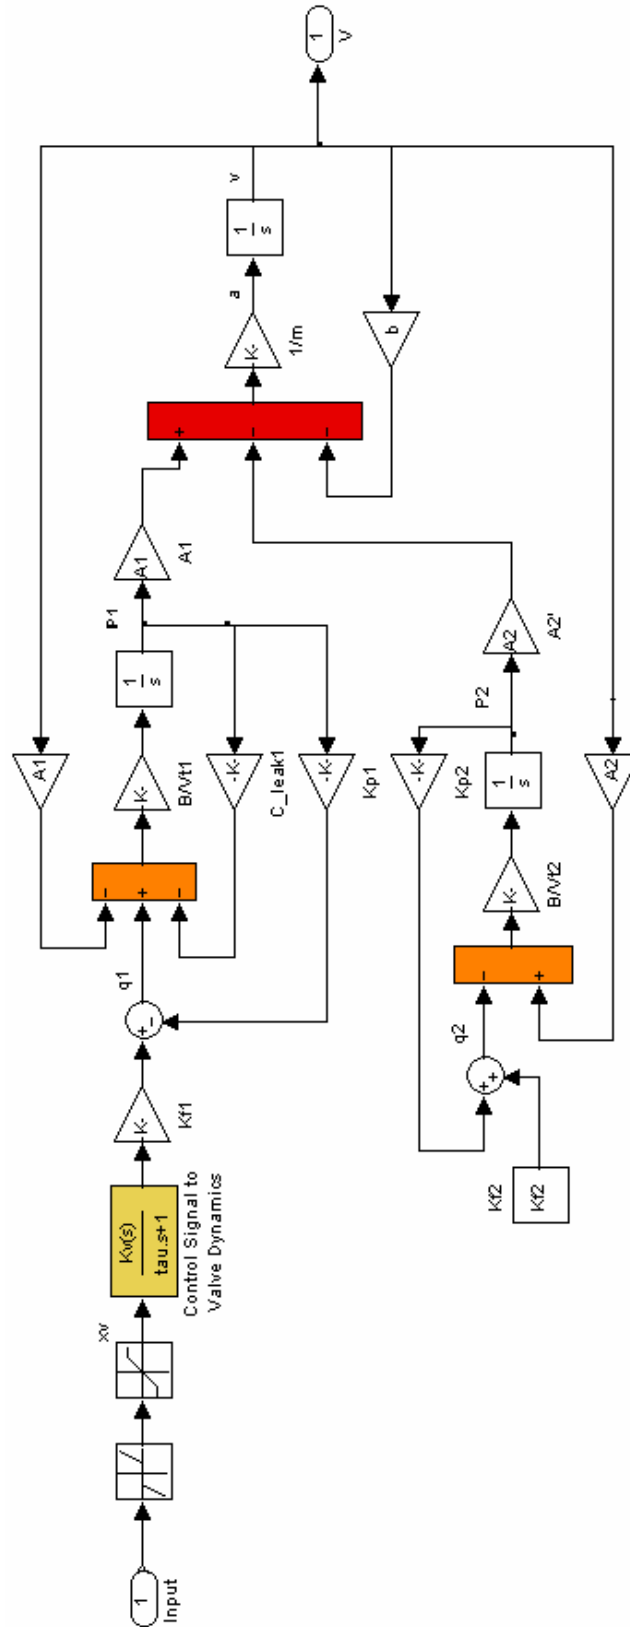 1
Input
xv
Kv(s)
tau.s+1
Control Signal to
Valve Dynamics
K-
Kf1
+
-
q1
-
+
-
A1
K-
B/Vt1
1
s
P1
-K-
C_leak1
-K-
Kp1
A1
A1
+
-
-
K-
1/m
a
1
s
v
b
1
V
Kf2
Kf2
+
+
q2
-
+
K-
B/Vt2
1
s
P2
-K-
Kp2
A2
A2'
A2